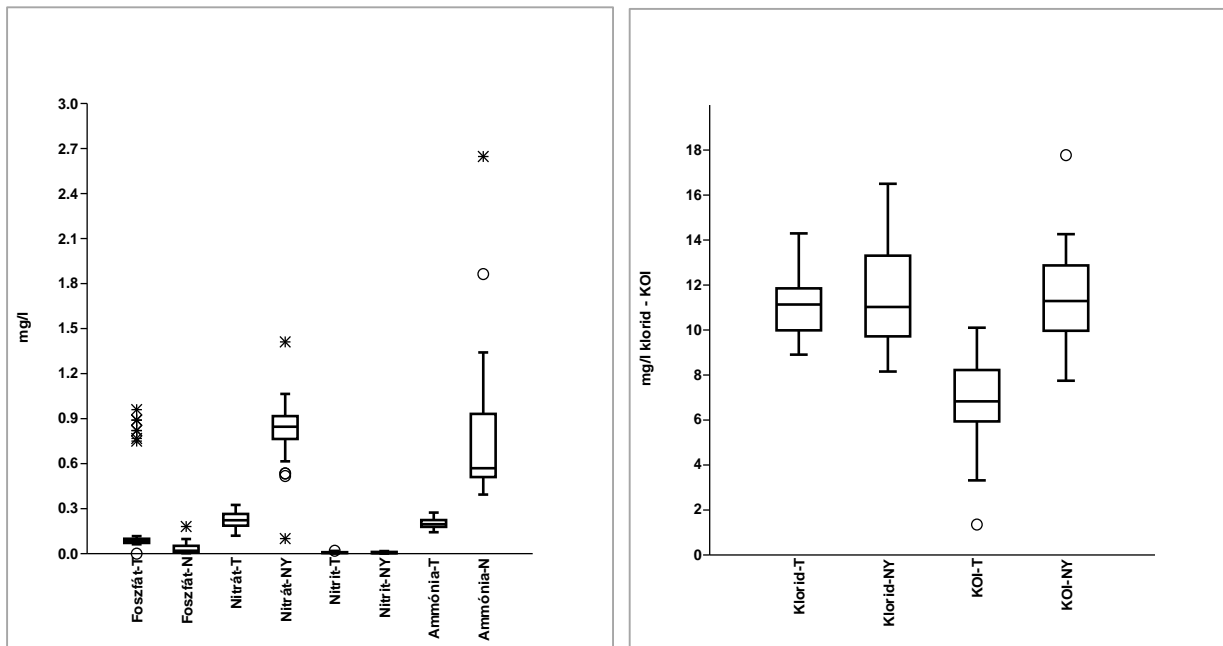 3.0
2.7
2.4
2.1
1.8
1.5
1.2
0.9
0.6
0.3
0.0
mg/l
Foszfát-T
Foszfát-N
Nitrát-T
Nitrát-NY
Nitrit-T
Nitrit-NY
Ammónia-T
Ammónia-N
18
16
14
12
10
8
6
4
2
0
mg/l klorid - KOI
Klorid-T
Klorid-NY
KOI-T
KOI-NY